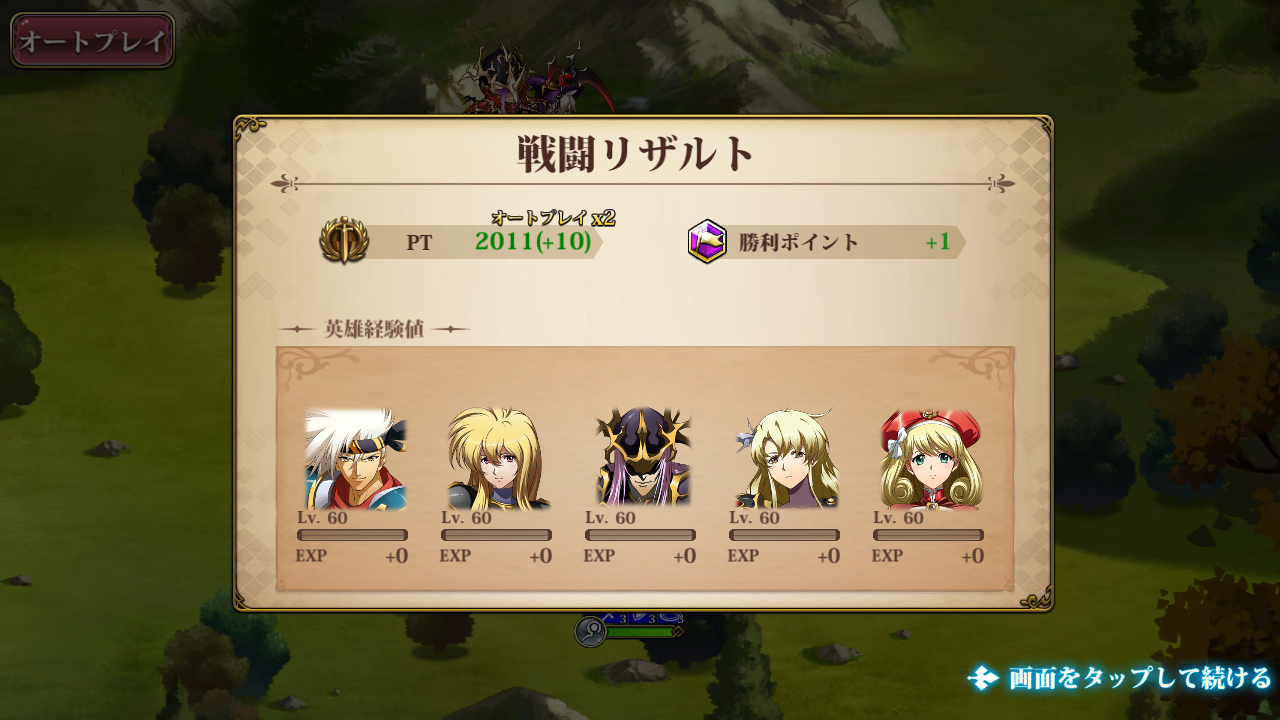 オートプレイ
戦闘リザルト
オートプレイ x2
PT 2011(+10)
勝利ポイント +1
英雄経験値
Lv. 60 Lv. 60 Lv. 60 Lv. 60 Lv. 60
EXP +0 EXP +0 EXP +0 EXP +0 EXP +0
3 3 3
画面をタップして続ける